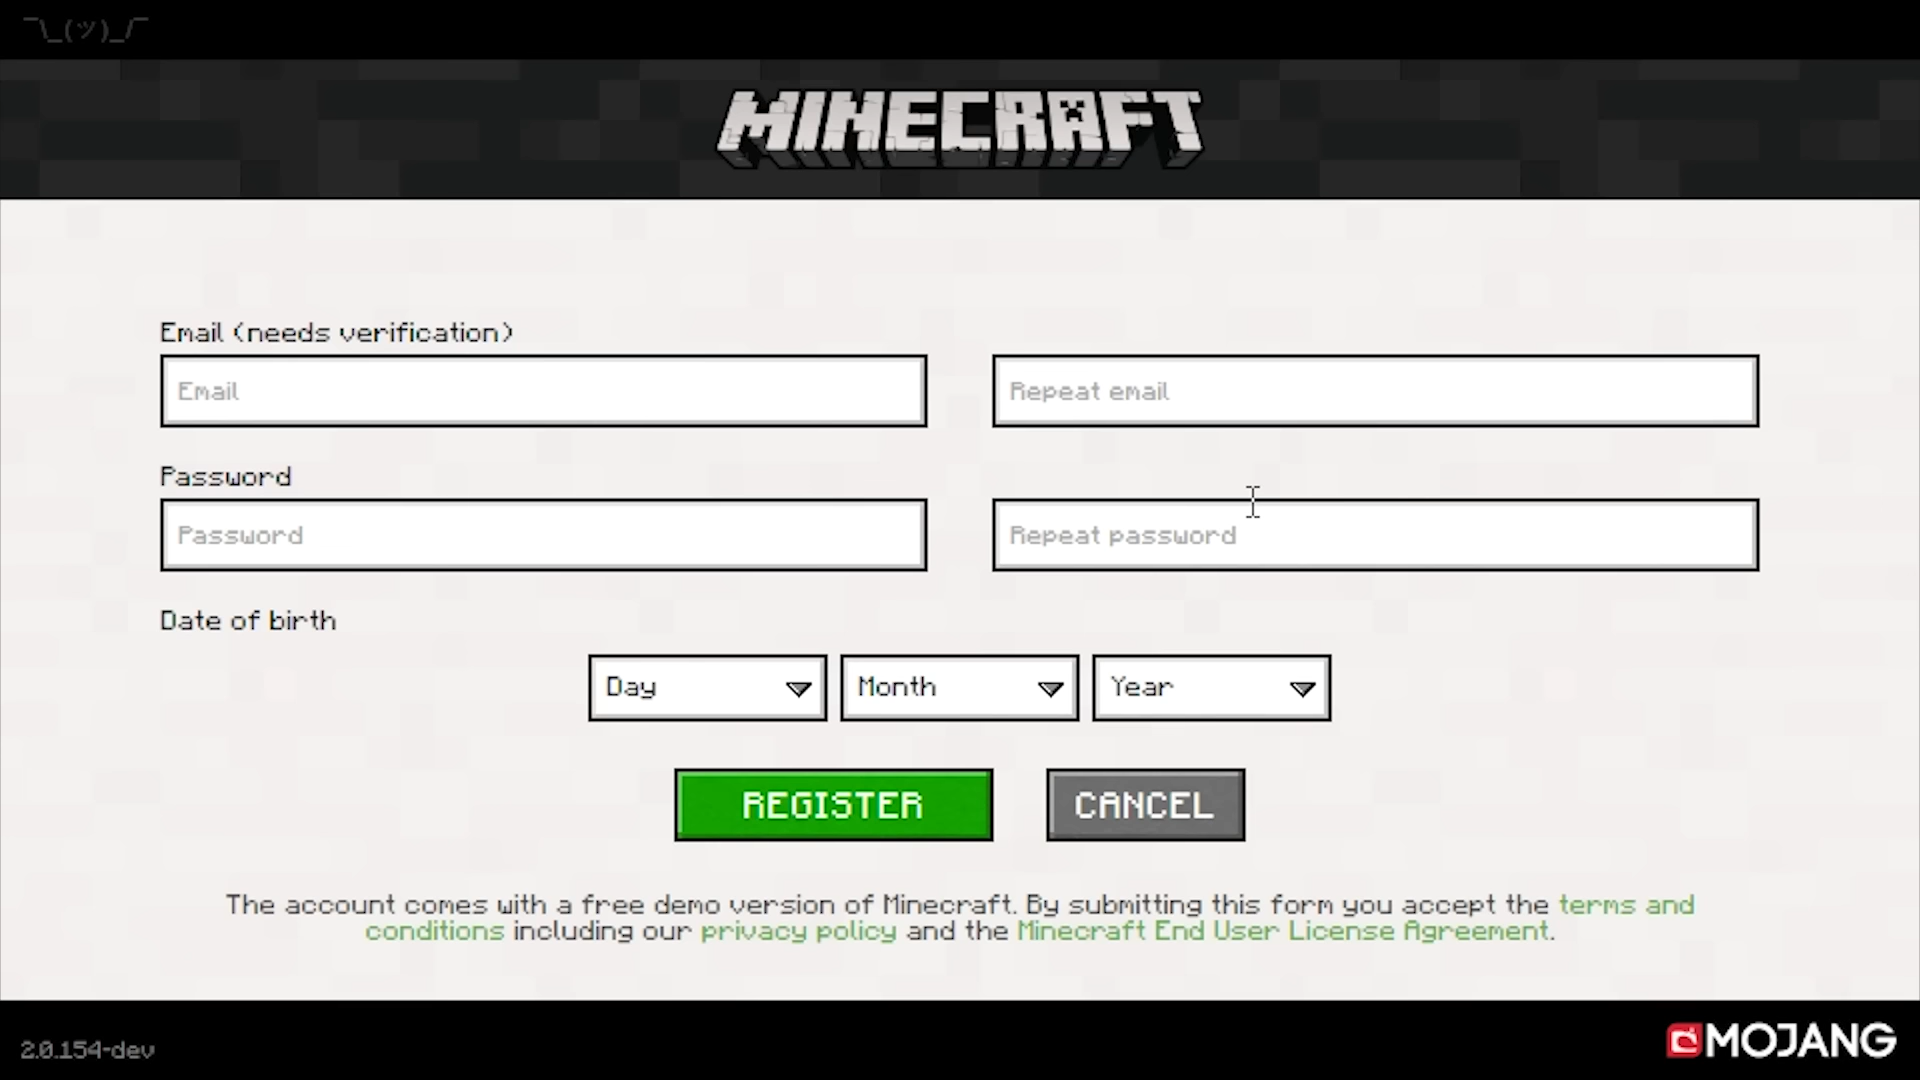 ¯\_(ツ)_/¯
MINECRAFT
Email (needs verification)
Email
Repeat email
Password
Password
Repeat password
Date of birth
Day
Month
Year
REGISTER
CANCEL
The account comes with a free demo version of Minecraft. By submitting this form you accept the terms and
conditions including our privacy policy and the Minecraft End User License Agreement.
2.0.154-dev
MOJANG